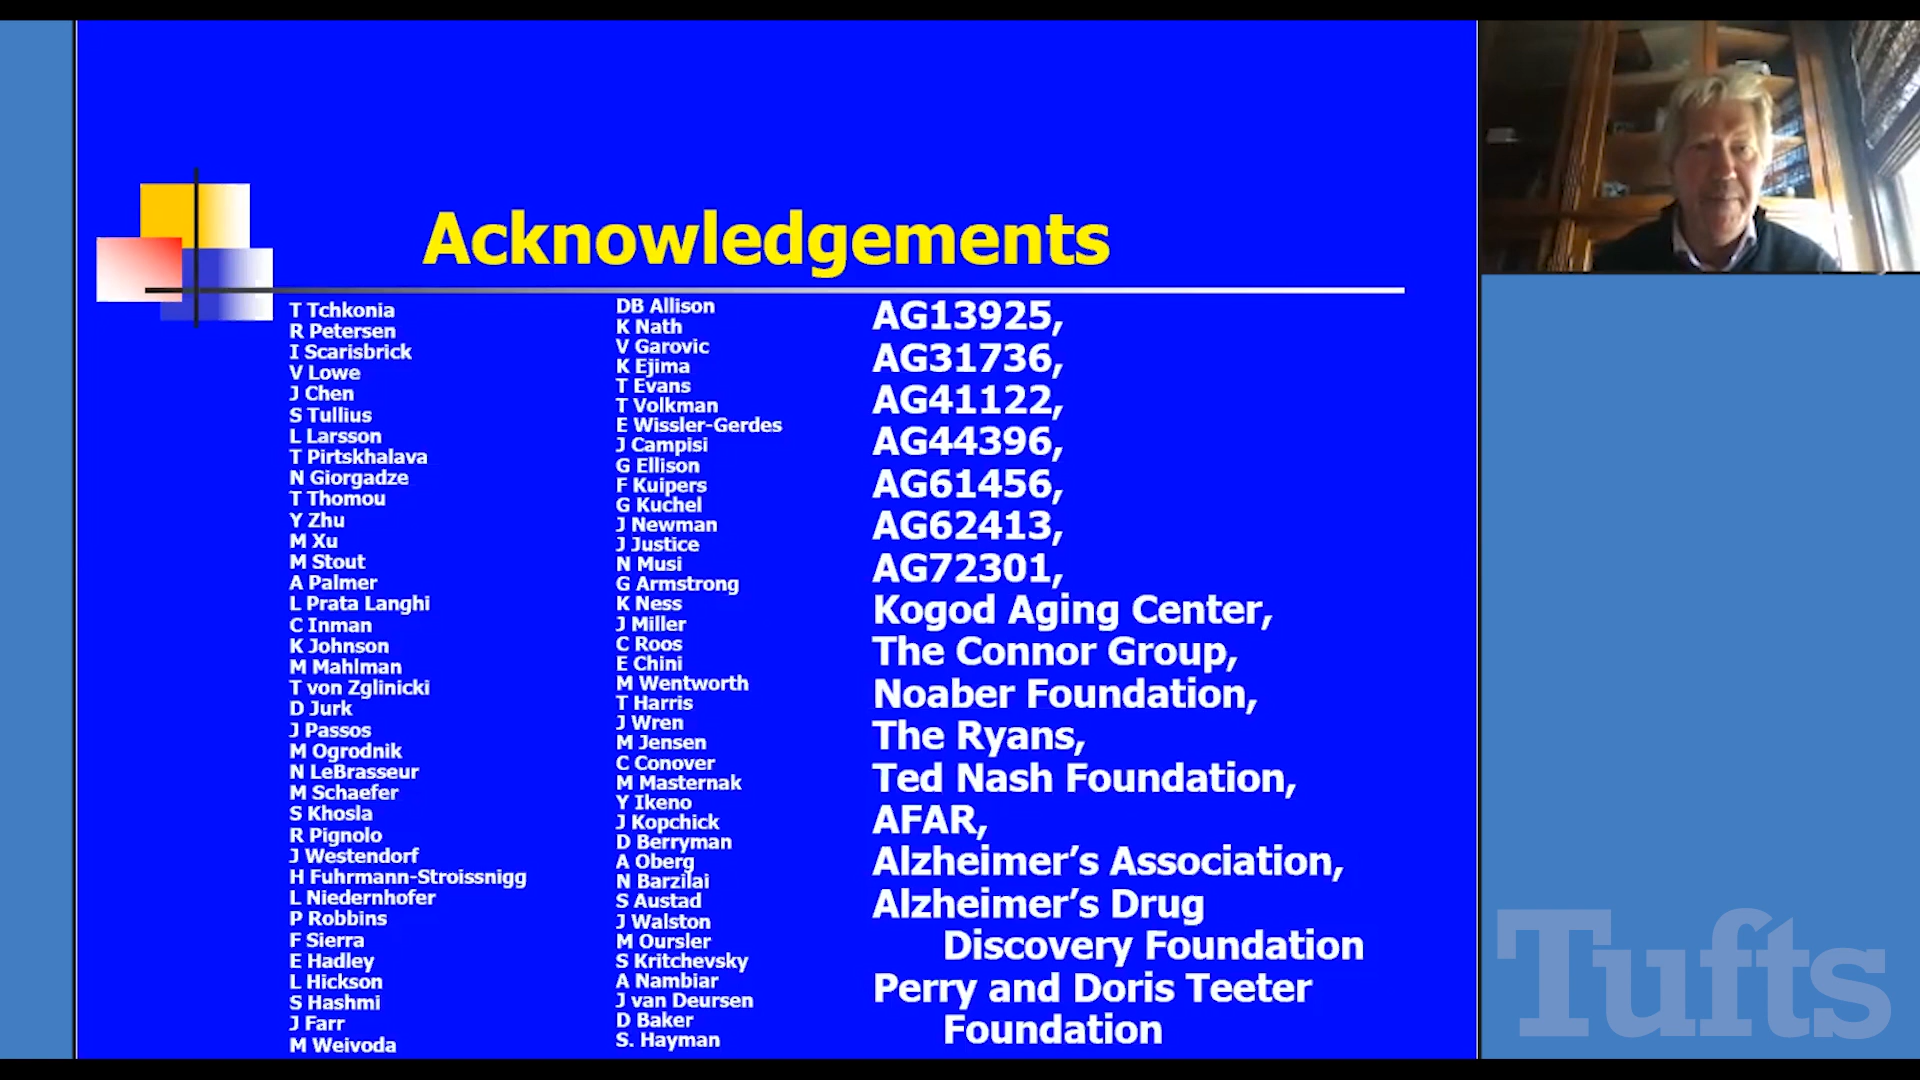 Acknowledgements
T Tchkonia
R Petersen
I Scarisbrick
V Lowe
J Chen
S Tullius
L Larsson
T Pirtskhalava
N Giorgadze
T Thomou
Y Zhu
M Xu
M Stout
A Palmer
L Prata Langhi
C Inman
K Johnson
M Mahlman
T von Zglinicki
D Jurk
J Passos
M Ogrodnik
N LeBrasseur
M Schaefer
S Khosla
R Pignolo
J Westendorf
H Fuhrmann-Stroissnigg
L Niedernhofer
P Robbins
F Sierra
E Hadley
L Hickson
S Hashmi
J Farr
M Weivoda
DB Allison
K Nath
V Garovic
K Ejima
T Evans
T Volkman
E Wissler-Gerdes
J Campisi
G Ellison
F Kuipers
G Kuchel
J Newman
J Justice
N Musi
G Armstrong
K Ness
J Miller
C Roos
E Chini
M Wentworth
T Harris
J Wren
M Jensen
C Conover
M Masternak
Y Ikeno
J Kopchick
D Berryman
A Oberg
N Barzilai
S Austad
J Walston
M Oursler
S Kritchevsky
A Nambiar
J van Deursen
D Baker
S. Hayman
AG13925,
AG31736,
AG41122,
AG44396,
AG61456,
AG62413,
AG72301,
Kogod Aging Center,
The Connor Group,
Noaber Foundation,
The Ryans,
Ted Nash Foundation,
AFAR,
Alzheimer’s Association,
Alzheimer’s Drug
Discovery Foundation
Perry and Doris Teeter
Foundation
Tufts